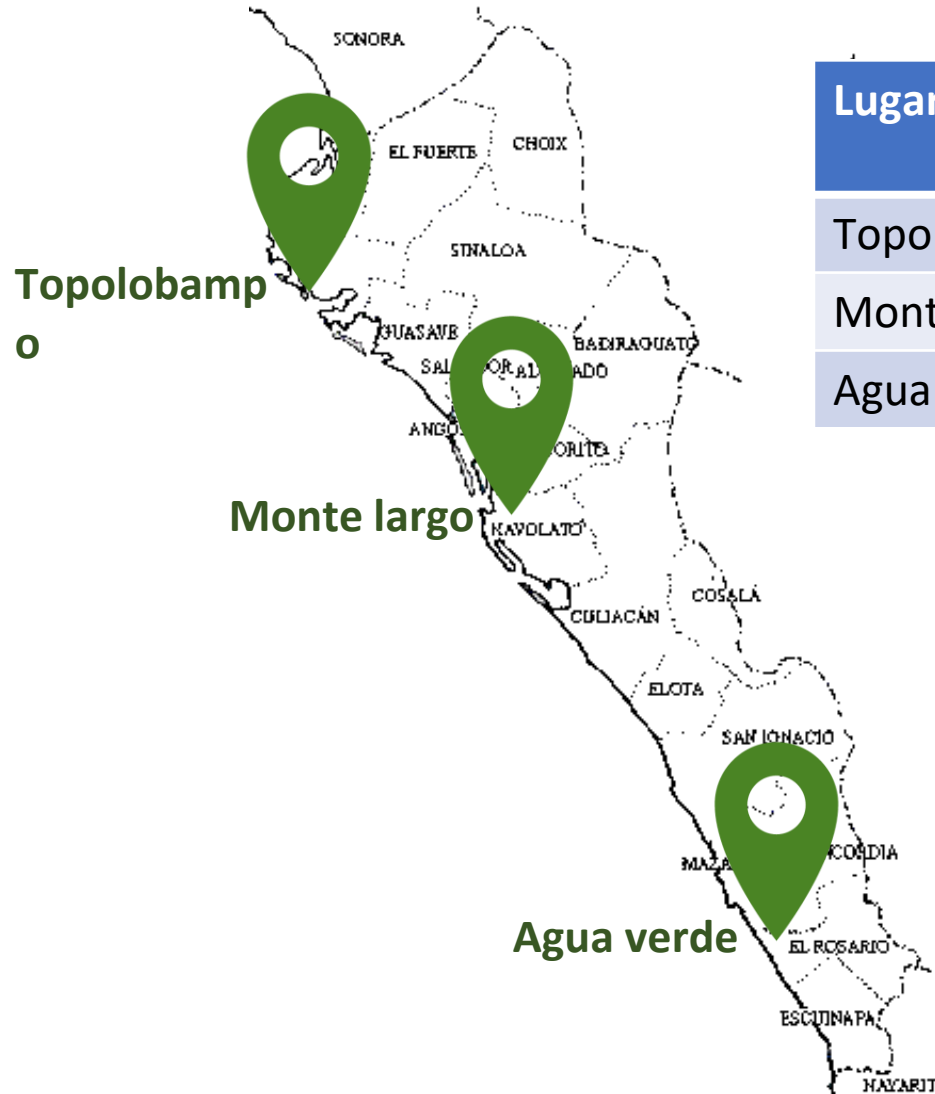 SONORA
Lugar
EL FUERTE
CHOIX
Topo
SINALOA
Topolobamp
o
Mont
GUASAVE
BADIRAGUATO
Agua
Monte largo
NAVOLATO
COSALÁ
CULIACÁN
ELOTA
SAN IGNACIO
Agua verde
EL ROSARIO
ESCUINAPA
NAYARIT